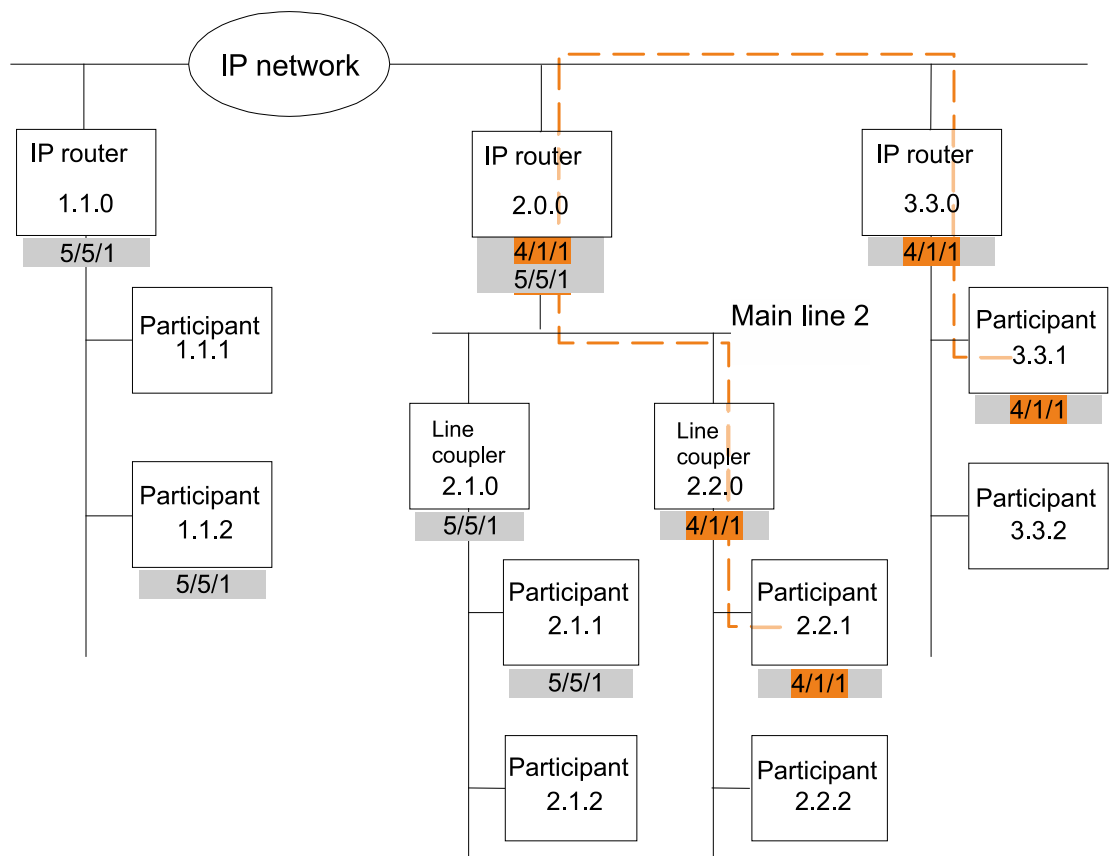 IP network
IP router
1.1.0
5/5/1
IP router
2.0.0
4/1/1
5/5/1
IP router
3.3.0
4/1/1
Participant
1.1.1
Participant
1.1.2
5/5/1
Main line 2
Line
coupler
2.1.0
5/5/1
Line
coupler
2.2.0
4/1/1
Participant
3.3.1
4/1/1
Participant
3.3.2
Participant
2.1.1
5/5/1
Participant
2.2.1
4/1/1
Participant
2.1.2
Participant
2.2.2